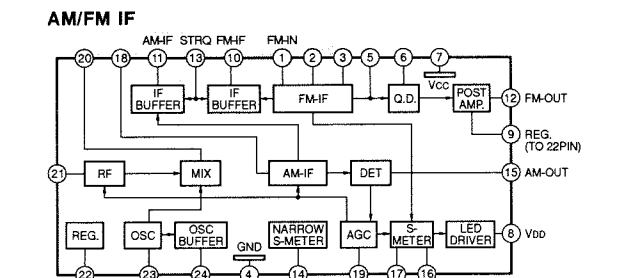 AM/FM IF
AM-IF STRQ FM-IF FM-IN
20 18 11 13 10 1 2 3 5 6 7
VCC
IF BUFFER
IF BUFFER
FM-IF
Q.D.
POST AMP.
12 FM-OUT
9 REG.
(TO 22PIN)
21
RF
MIX
AM-IF
DET
15 AM-OUT
REG.
OSC
OSC BUFFER
GND
NARROW S-METER
AGC
S-METER
LED DRIVER
8 VDD
22 23 24 4 14 19 17 16